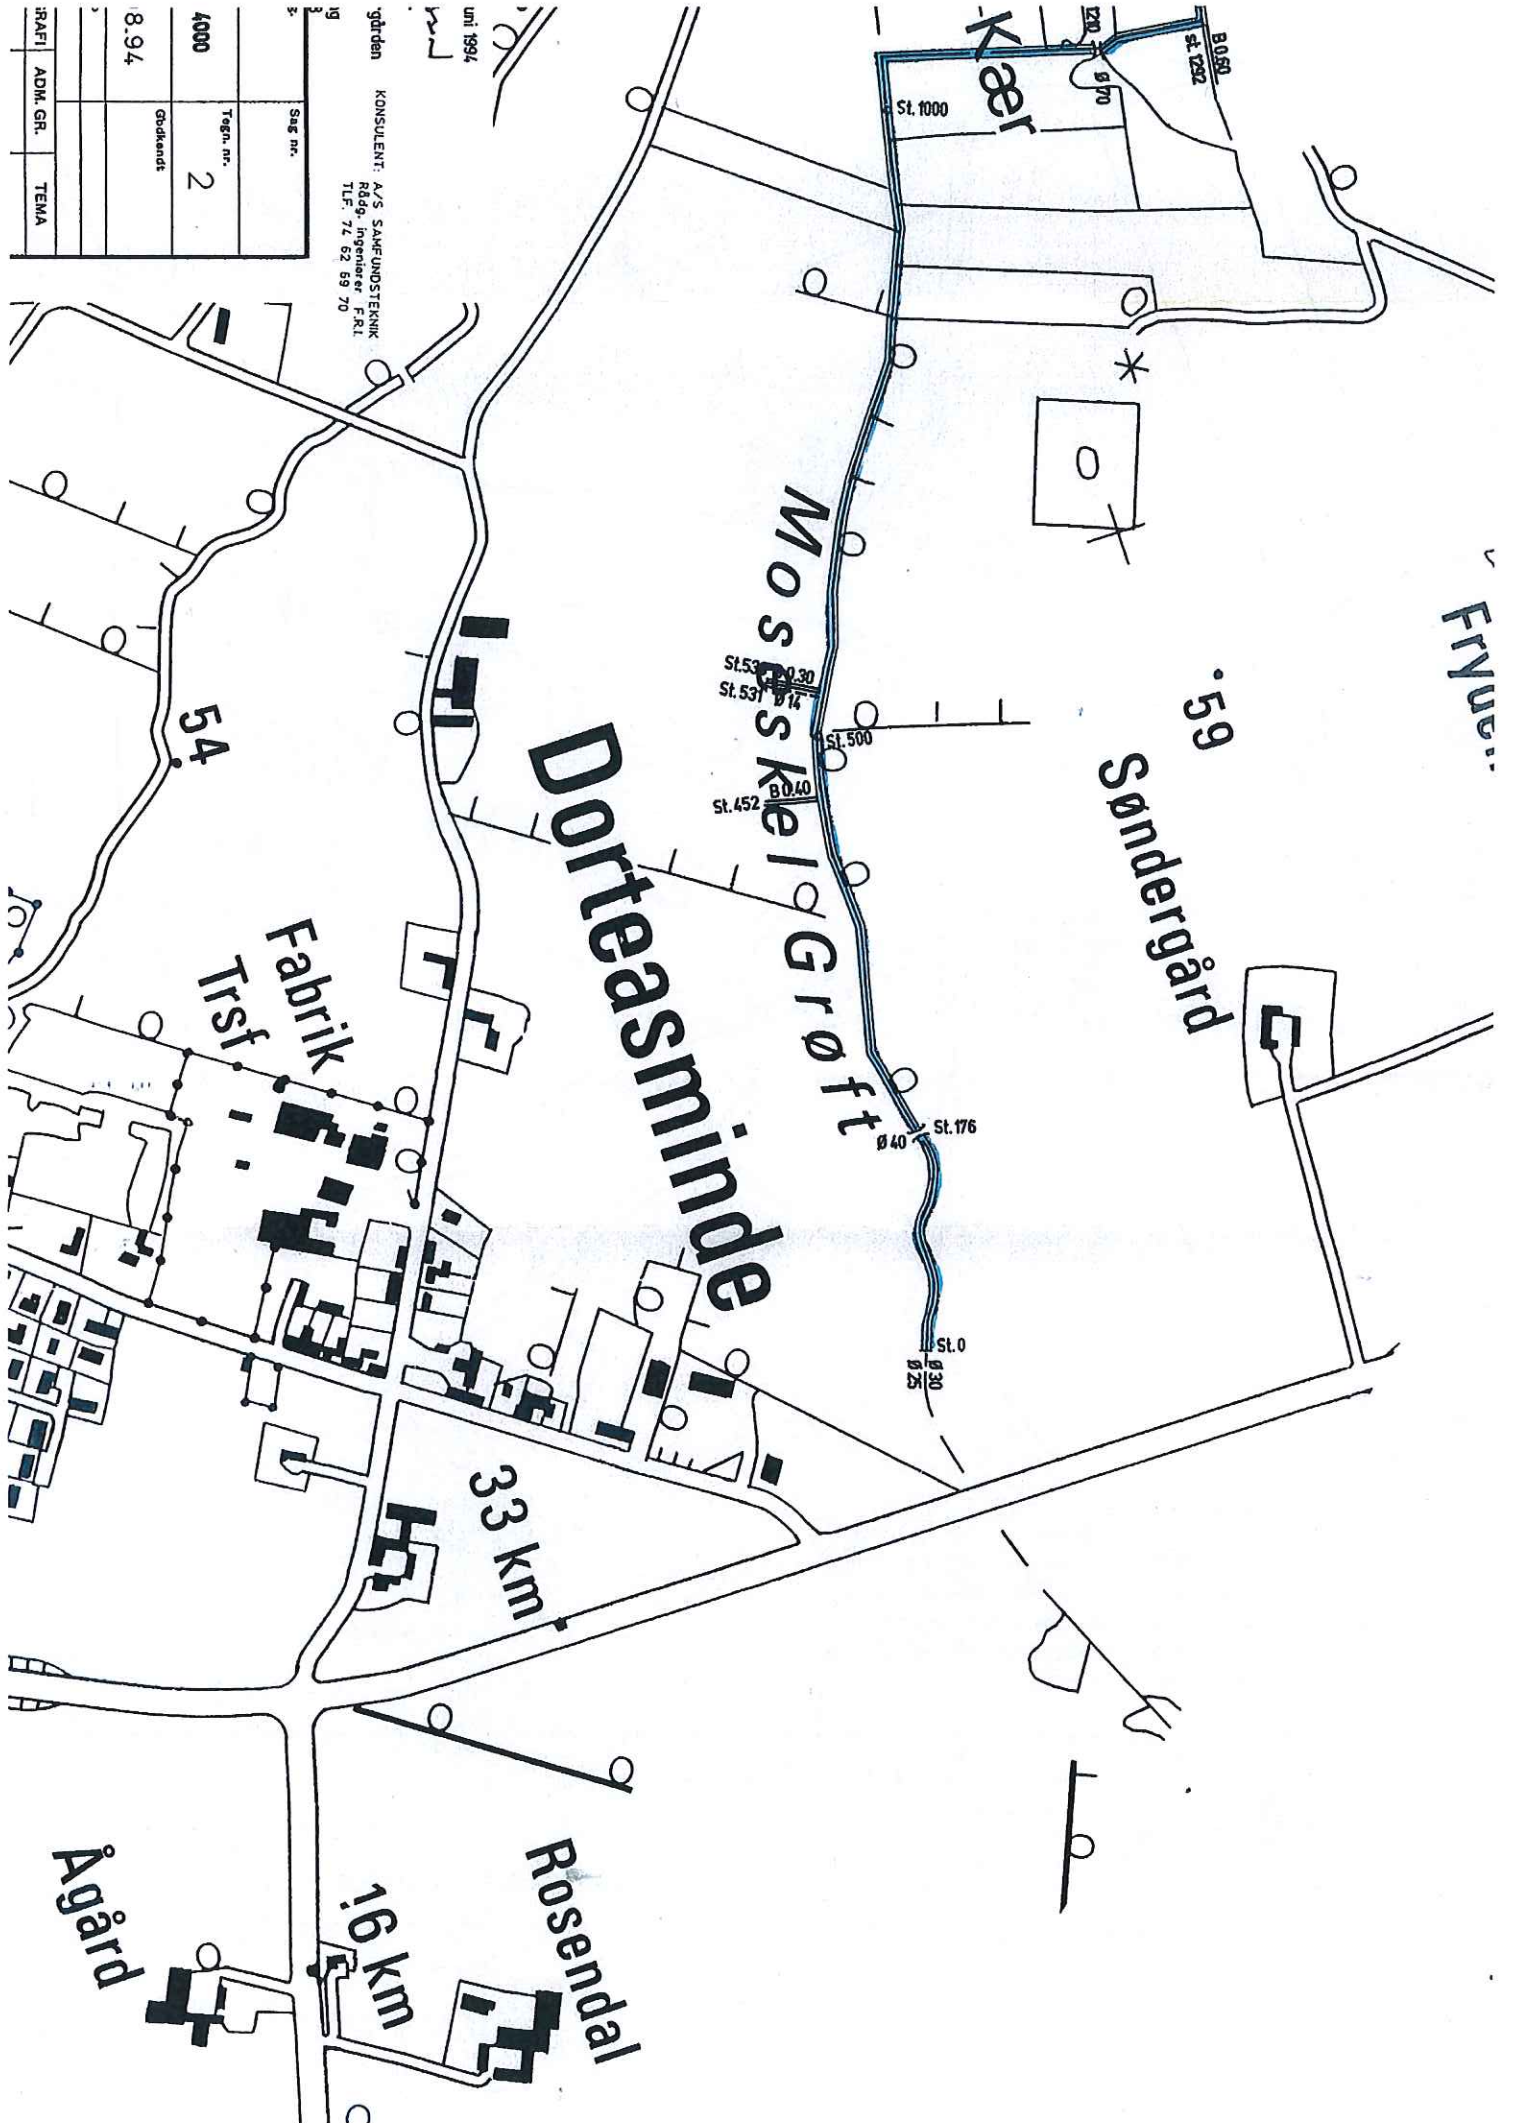 B 0.60
st. 1292
1210
Ø 70
-Kær
St. 1000
uni 1994
gården
KONSULENT: A/S SAMFUNDSTEKNIK
Rådg. ingeniører F.R.I.
TLF. 74 62 69 70
Sag nr.
4000
Tegn. nr.
2
8.94
Godkendt
ADM. GR.
TEMA
59
Søndergård
Mosskel Grøft
0.30
St. 531
Ø 14
St. 500
B 0.40
St. 452
54
Dorteasminde
Fabrik
Trsf
St. 176
Ø 40
St. 0
Ø 30
Ø 25
33 km
Rosendal
16 km
Ågård